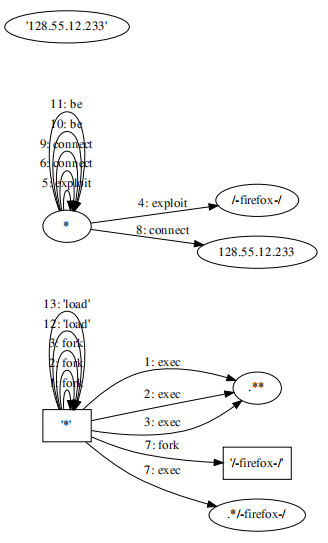 '128.55.12.233'
11: be
10: be
9: connect
6: connect
5: exploit
*
4: exploit
/-firefox-/
8: connect
128.55.12.233
13: 'load'
12: 'load'
3: fork
2: fork
1: fork
'*'
1: exec
2: exec
.**
3: exec
7: fork
'/-firefox-/'
7: exec
.*/-firefox-/